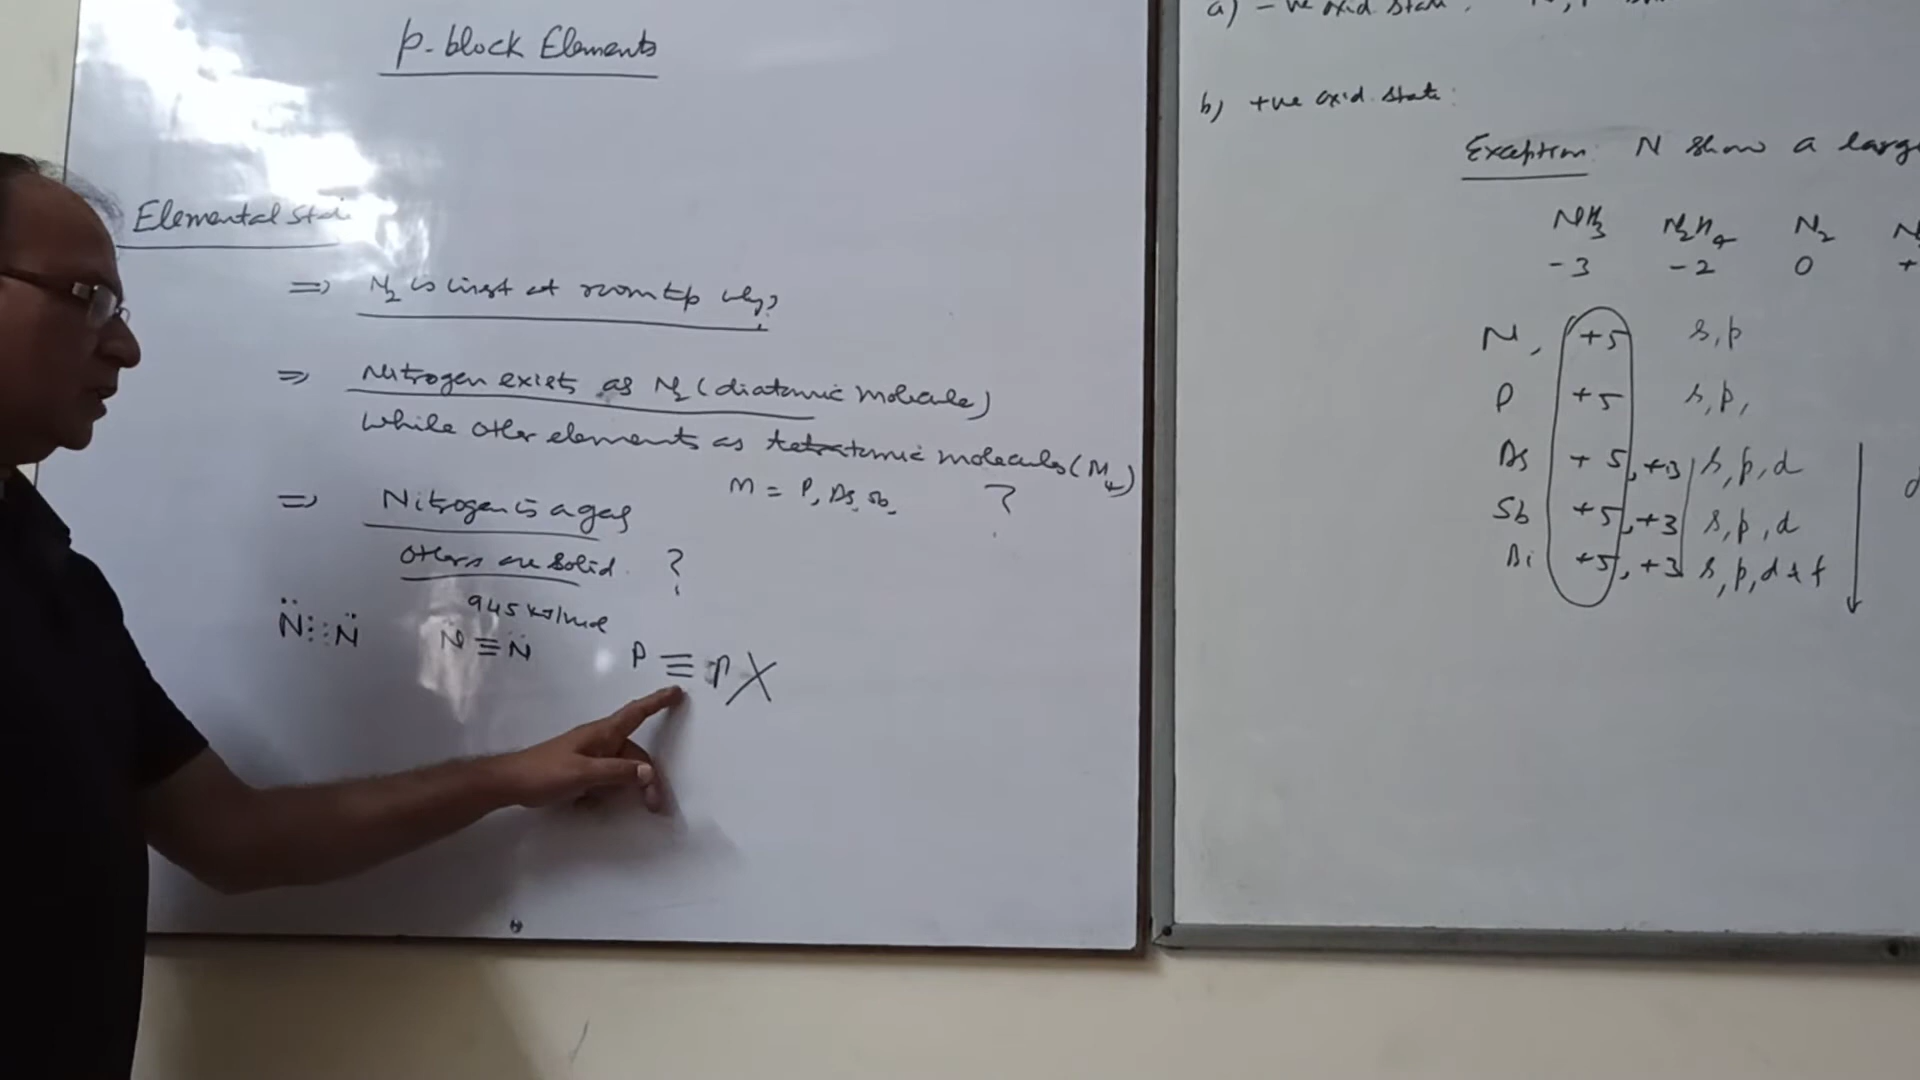 p-block Elements
Elemental
=> N2 is inert at room tp why?
=> Nitrogen exists as N2 (diatomic molecule)
While other elements as tetratomic molecules (M4)
M = P, As, Sb, ?
=> Nitrogen is a gas
others are solid ?
945 kJ/mol
N ⫶⫶ N N ≡ N P ≡ P X
a) -ve oxid. state
b) +ve oxid. state:
Exception: N show a large
NH3 N2H4 N2
-3 -2 0 +
N, +5 s,p
P +5 s,p,
As +5, +3 s,p,d
Sb +5, +3 s,p,d
Bi +5, +3 s,p,d+f